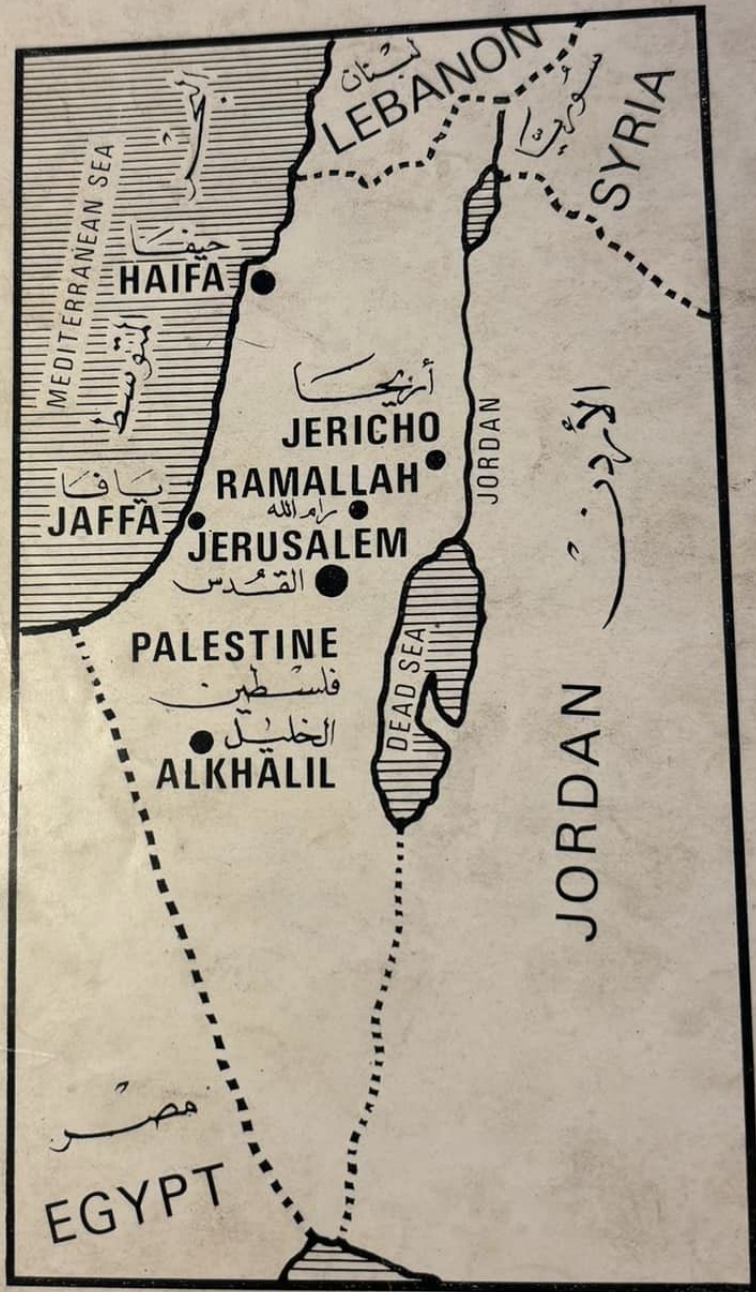 لبنان
LEBANON
سوريا
SYRIA
البحر
MEDITERRANEAN SEA
المتوسط
حيفا
HAIFA
أريحا
JERICHO
JORDAN
الأردن
RAMALLAH
رام الله
يافا
JAFFA
JERUSALEM
القدس
PALESTINE
فلسطين
DEAD SEA
الخليل
ALKHALIL
JORDAN
مصر
EGYPT